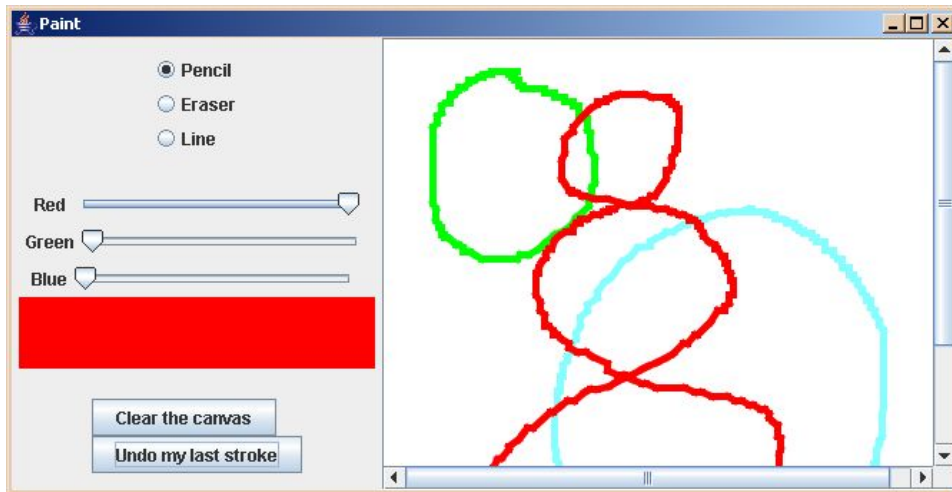 Paint
Pencil
Eraser
Line
Red
Green
Blue
Clear the canvas
Undo my last stroke